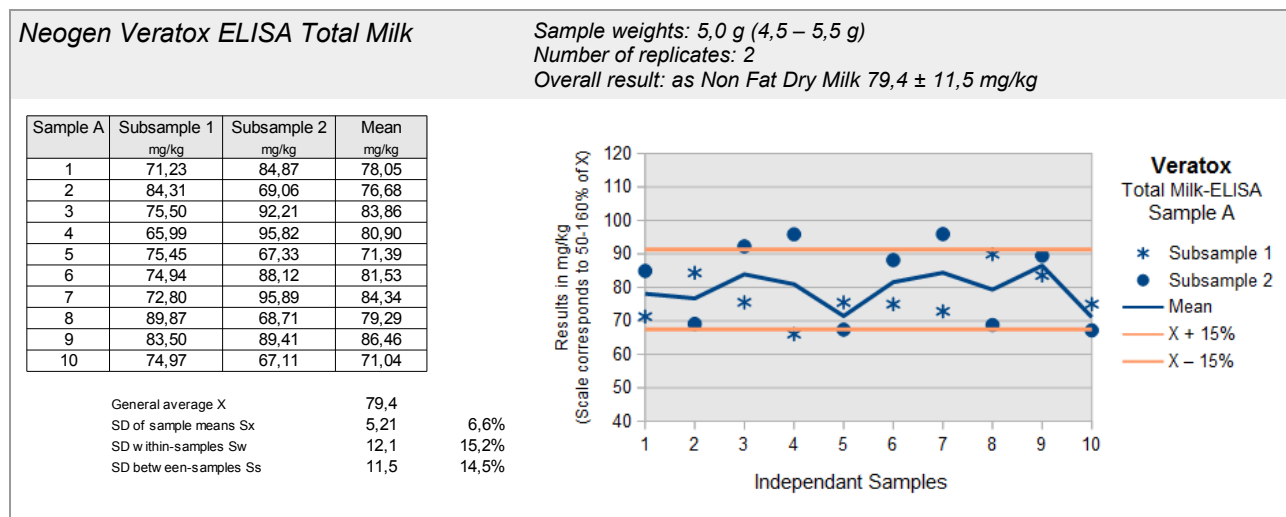 Neogen Veratox ELISA Total Milk
Sample weights: 5,0 g (4,5 – 5,5 g)
Number of replicates: 2
Overall result: as Non Fat Dry Milk 79,4 ± 11,5 mg/kg
Sample A Subsample 1 Subsample 2 Mean
mg/kg mg/kg mg/kg
1 71,23 84,87 78,05
2 84,31 69,06 76,68
3 75,50 92,21 83,86
4 65,99 95,82 80,90
5 75,45 67,33 71,39
6 74,94 88,12 81,53
7 72,80 95,89 84,34
8 89,87 68,71 79,29
9 83,50 89,41 86,46
10 74,97 67,11 71,04
General average X 79,4
SD of sample means Sx 5,21 6,6%
SD within-samples Sw 12,1 15,2%
SD between-samples Ss 11,5 14,5%
Results in mg/kg
(Scale corresponds to 50-160% of X)
120
110
100
90
80
70
60
50
40
1 2 3 4 5 6 7 8 9 10
Independant Samples
Veratox
Total Milk-ELISA
Sample A
Subsample 1
Subsample 2
Mean
X + 15%
X – 15%